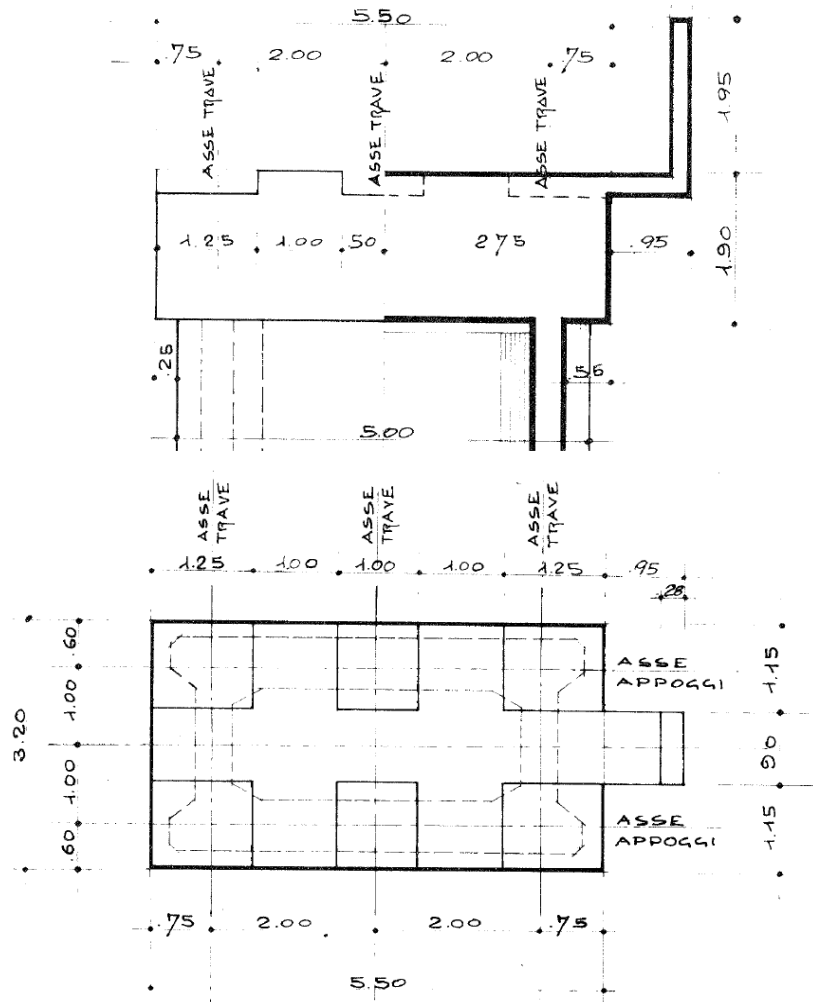 5.50
.75 2.00 2.00 .75
ASSE TRAVE
ASSE TRAVE
ASSE TRAVE
1.95
1.25 1.00 50 275 .95
1.90
.25
.55
5.00
ASSE
TRAVE
ASSE
TRAVE
ASSE
TRAVE
1.25 1.00 1.00 1.00 1.25 .95
.28
.60
1.00
3.20
1.00
.60
ASSE
APPOGGI
ASSE
APPOGGI
1.15
90
1.15
.75 2.00 2.00 .75
5.50